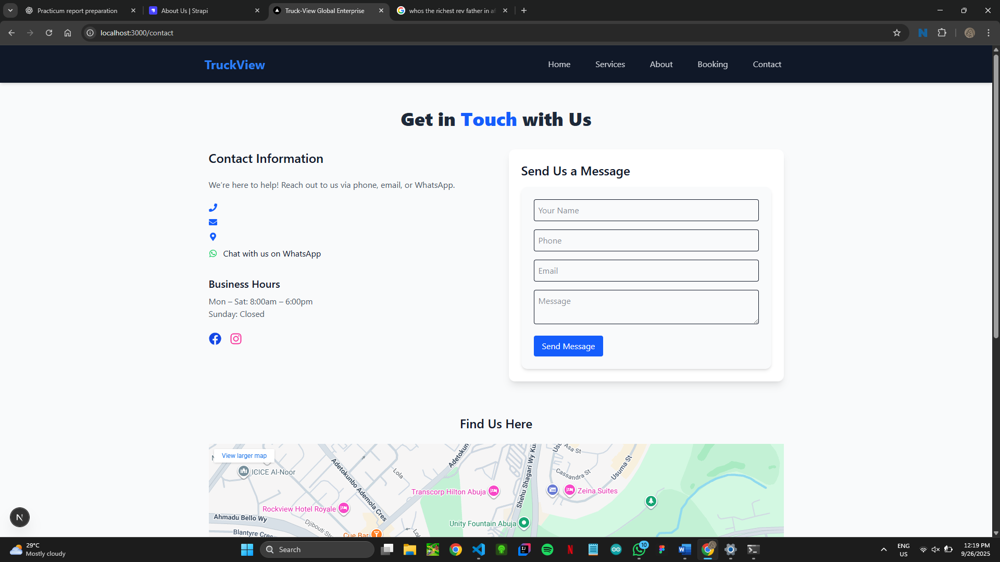 Practicum report preparation
About Us | Strapi
Truck-View Global Enterprise
whos the richest rev father in af
localhost:3000/contact
TruckView
Home
Services
About
Booking
Contact
Get in Touch with Us
Contact Information
We’re here to help! Reach out to us via phone, email, or WhatsApp.
Chat with us on WhatsApp
Business Hours
Mon – Sat: 8:00am – 6:00pm
Sunday: Closed
Send Us a Message
Your Name
Phone
Email
Message
Send Message
Find Us Here
View larger map
ICICE Al-Noor
Adetokunbo Ademola Cres
Lola
Adetokun
Shehu Shagari Wy
Asa St
Cassandra St
Usuma St
Transcorp Hilton Abuja
Zeina Suites
Rockview Hotel Royale
Ahmadu Bello Wy
Djibouti St
Unity Fountain Abuja
Blantyre Cres
Cue Bar
N
29°C
Mostly cloudy
Search
10
ENG
US
12:19 PM
9/26/2025